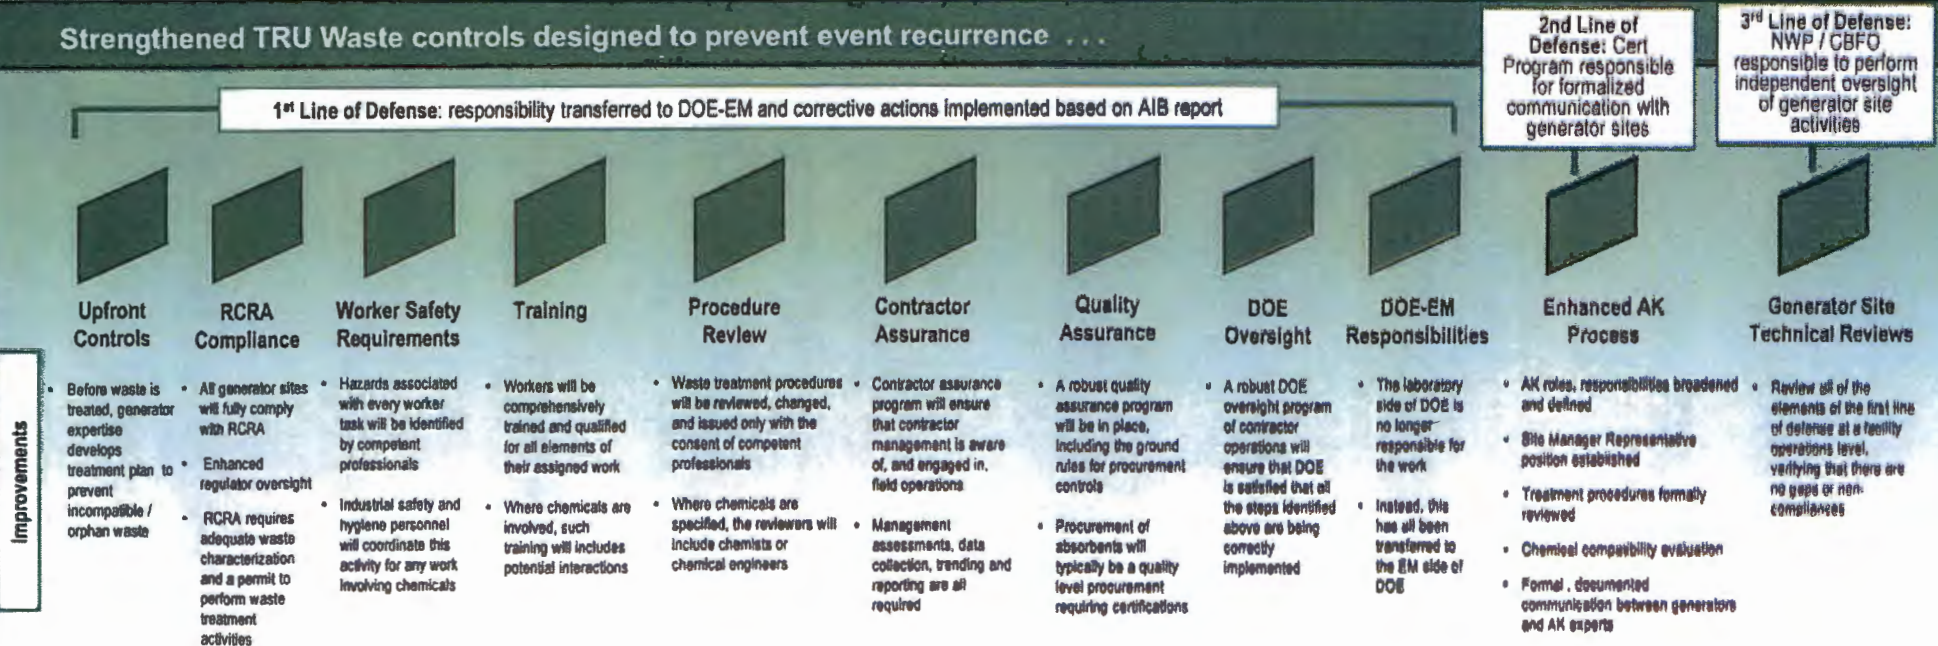 Strengthened TRU Waste controls designed to prevent event recurrence . . .
2nd Line of
Defense: Cert
Program responsible
for formalized
communication with
generator sites
3rd Line of Defense:
NWP / CBFO
responsible to perform
independent oversight
of generator site
activities
1st Line of Defense: responsibility transferred to DOE-EM and corrective actions implemented based on AIB report
Upfront
Controls
RCRA
Compliance
Worker Safety
Requirements
Training
Procedure
Review
Contractor
Assurance
Quality
Assurance
DOE
Oversight
DOE-EM
Responsibilities
Enhanced AK
Process
Generator Site
Technical Reviews
Improvements
• Before waste is
treated, generator
expertise
develops
treatment plan to
prevent
incompatible /
orphan waste
• All generator sites
will fully comply
with RCRA
• Enhanced
regulator oversight
• RCRA requires
adequate waste
characterization
and a permit to
perform waste
treatment
activities
• Hazards associated
with every worker
task will be identified
by competent
professionals
• Industrial safety and
hygiene personnel
will coordinate this
activity for any work
involving chemicals
• Workers will be
comprehensively
trained and qualified
for all elements of
their assigned work
• Where chemicals are
involved, such
training will includes
potential interactions
• Waste treatment procedures
will be reviewed, changed,
and issued only with the
consent of competent
professionals
• Where chemicals are
specified, the reviewers will
include chemists or
chemical engineers
• Contractor assurance
program will ensure
that contractor
management is aware
of, and engaged in,
field operations
• Management
assessments, data
collection, trending and
reporting are all
required
• A robust quality
assurance program
will be in place,
including the ground
rules for procurement
controls
• Procurement of
absorbents will
typically be a quality
level procurement
requiring certifications
• A robust DOE
oversight program
of contractor
operations will
ensure that DOE
is satisfied that all
the steps identified
above are being
correctly
implemented
• The laboratory
side of DOE is
no longer
responsible for
the work
• Instead, this
has all been
transferred to
the EM side of
DOE
• AK roles, responsibilities broadened
and defined
• Site Manager Representative
position established
• Treatment procedures formally
reviewed
• Chemical compatibility evaluation
• Formal , documented
communication between generators
and AK experts
• Review all of the
elements of the first line
of defense at a facility
operations level,
verifying that there are
no gaps or non-
compliances